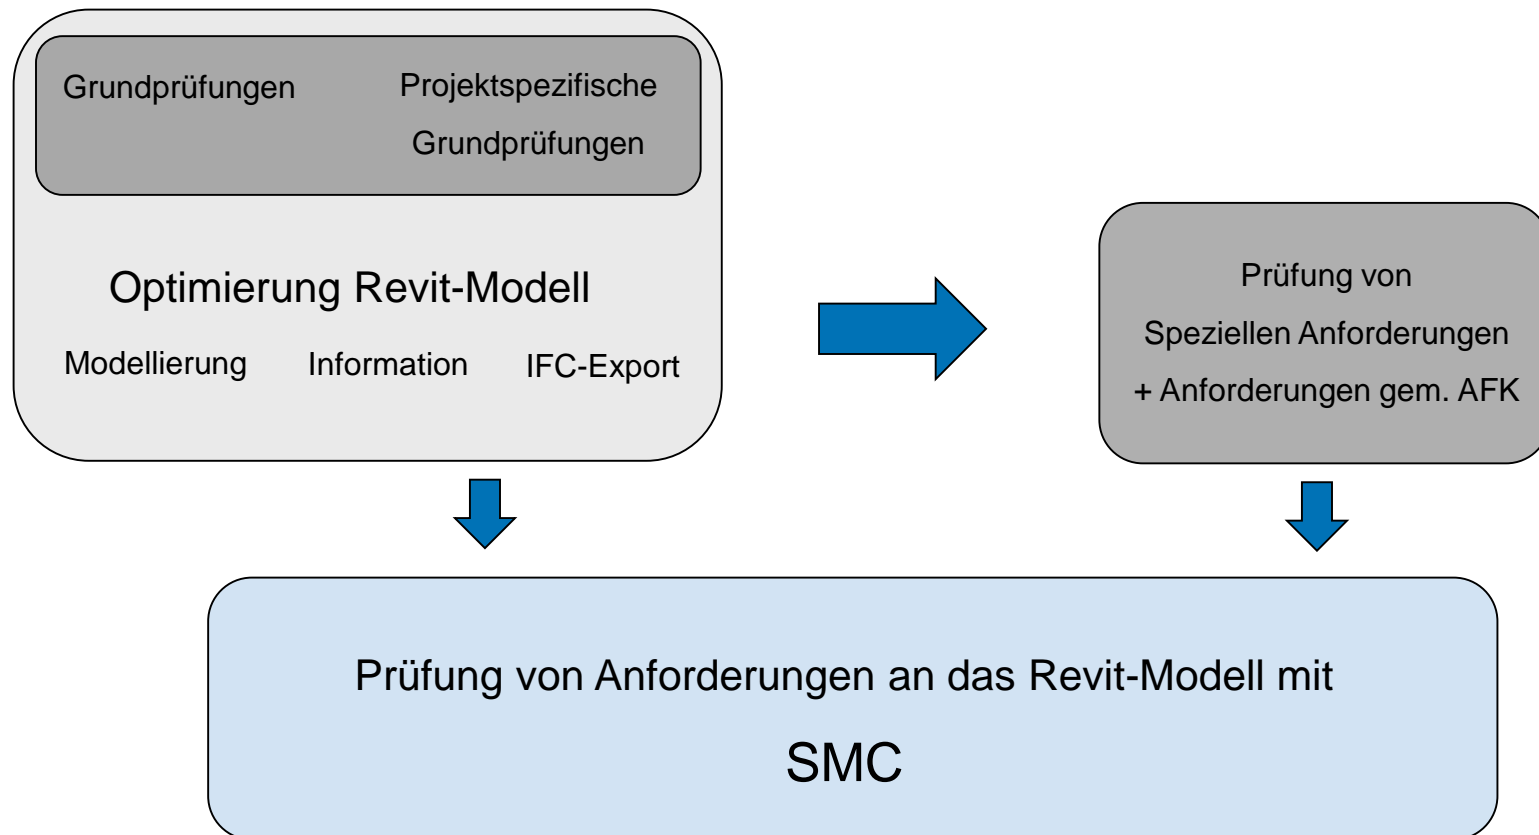 Grundprüfungen
Projektspezifische
Grundprüfungen
Optimierung Revit-Modell
Modellierung
Information
IFC-Export
Prüfung von
Speziellen Anforderungen
+ Anforderungen gem. AFK
Prüfung von Anforderungen an das Revit-Modell mit
SMC